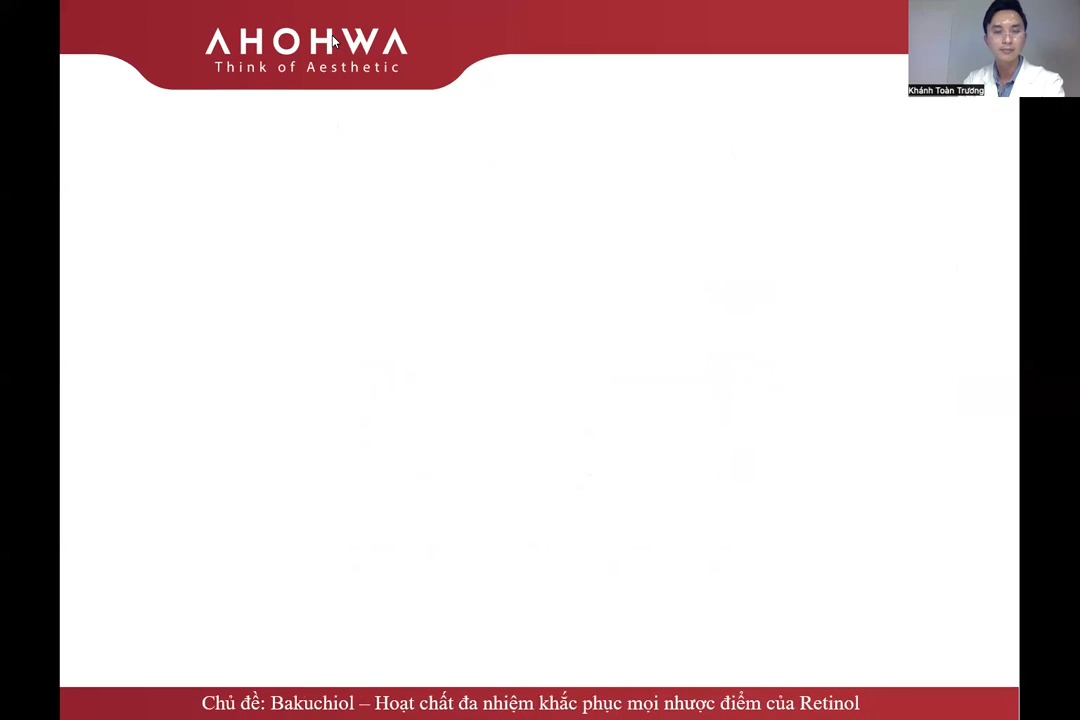 AHOHWA
Think of Aesthetic
Khánh Toàn Trương
Chủ đề: Bakuchiol – Hoạt chất đa nhiệm khắc phục mọi nhược điểm của Retinol